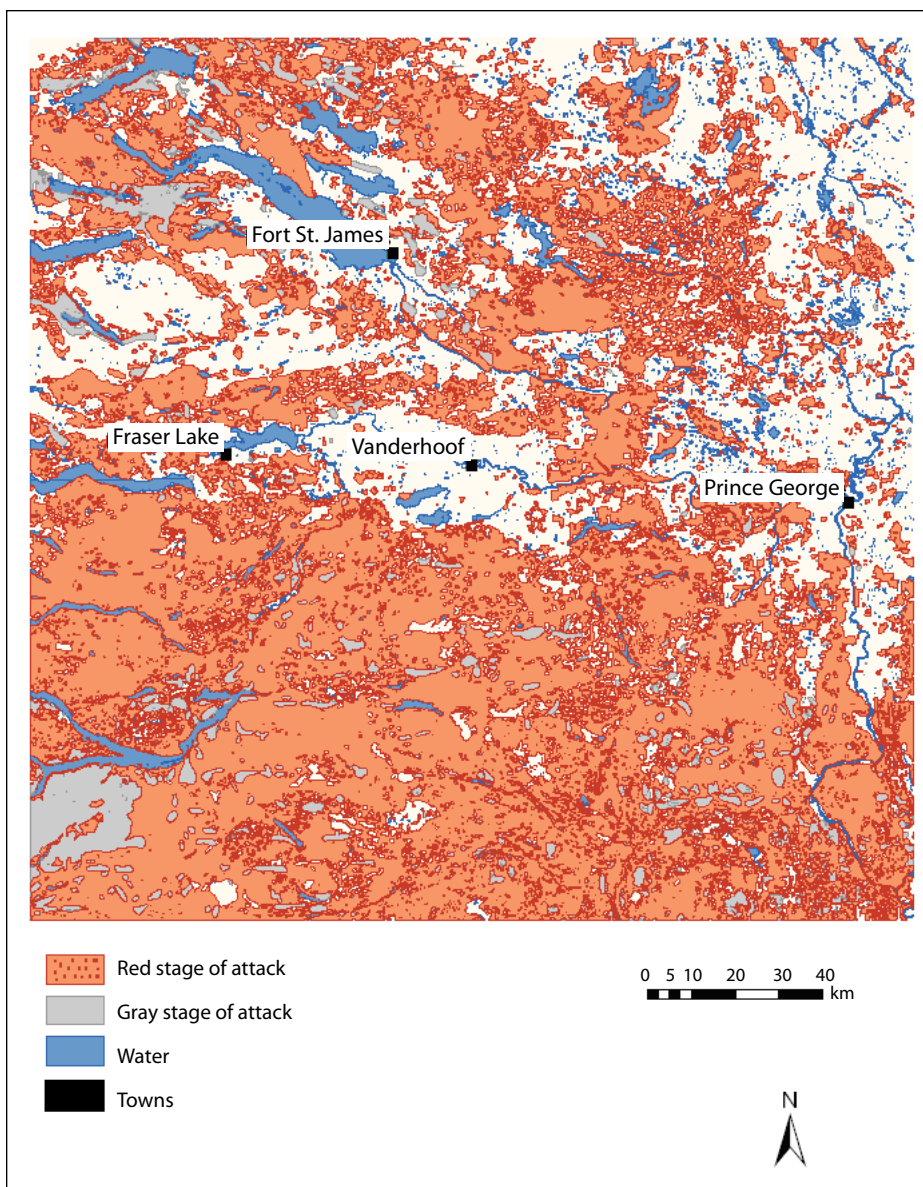 Fort St. James
Fraser Lake
Vanderhoof
Prince George
Red stage of attack
Gray stage of attack
Water
Towns
0 5 10 20 30 40
km
N